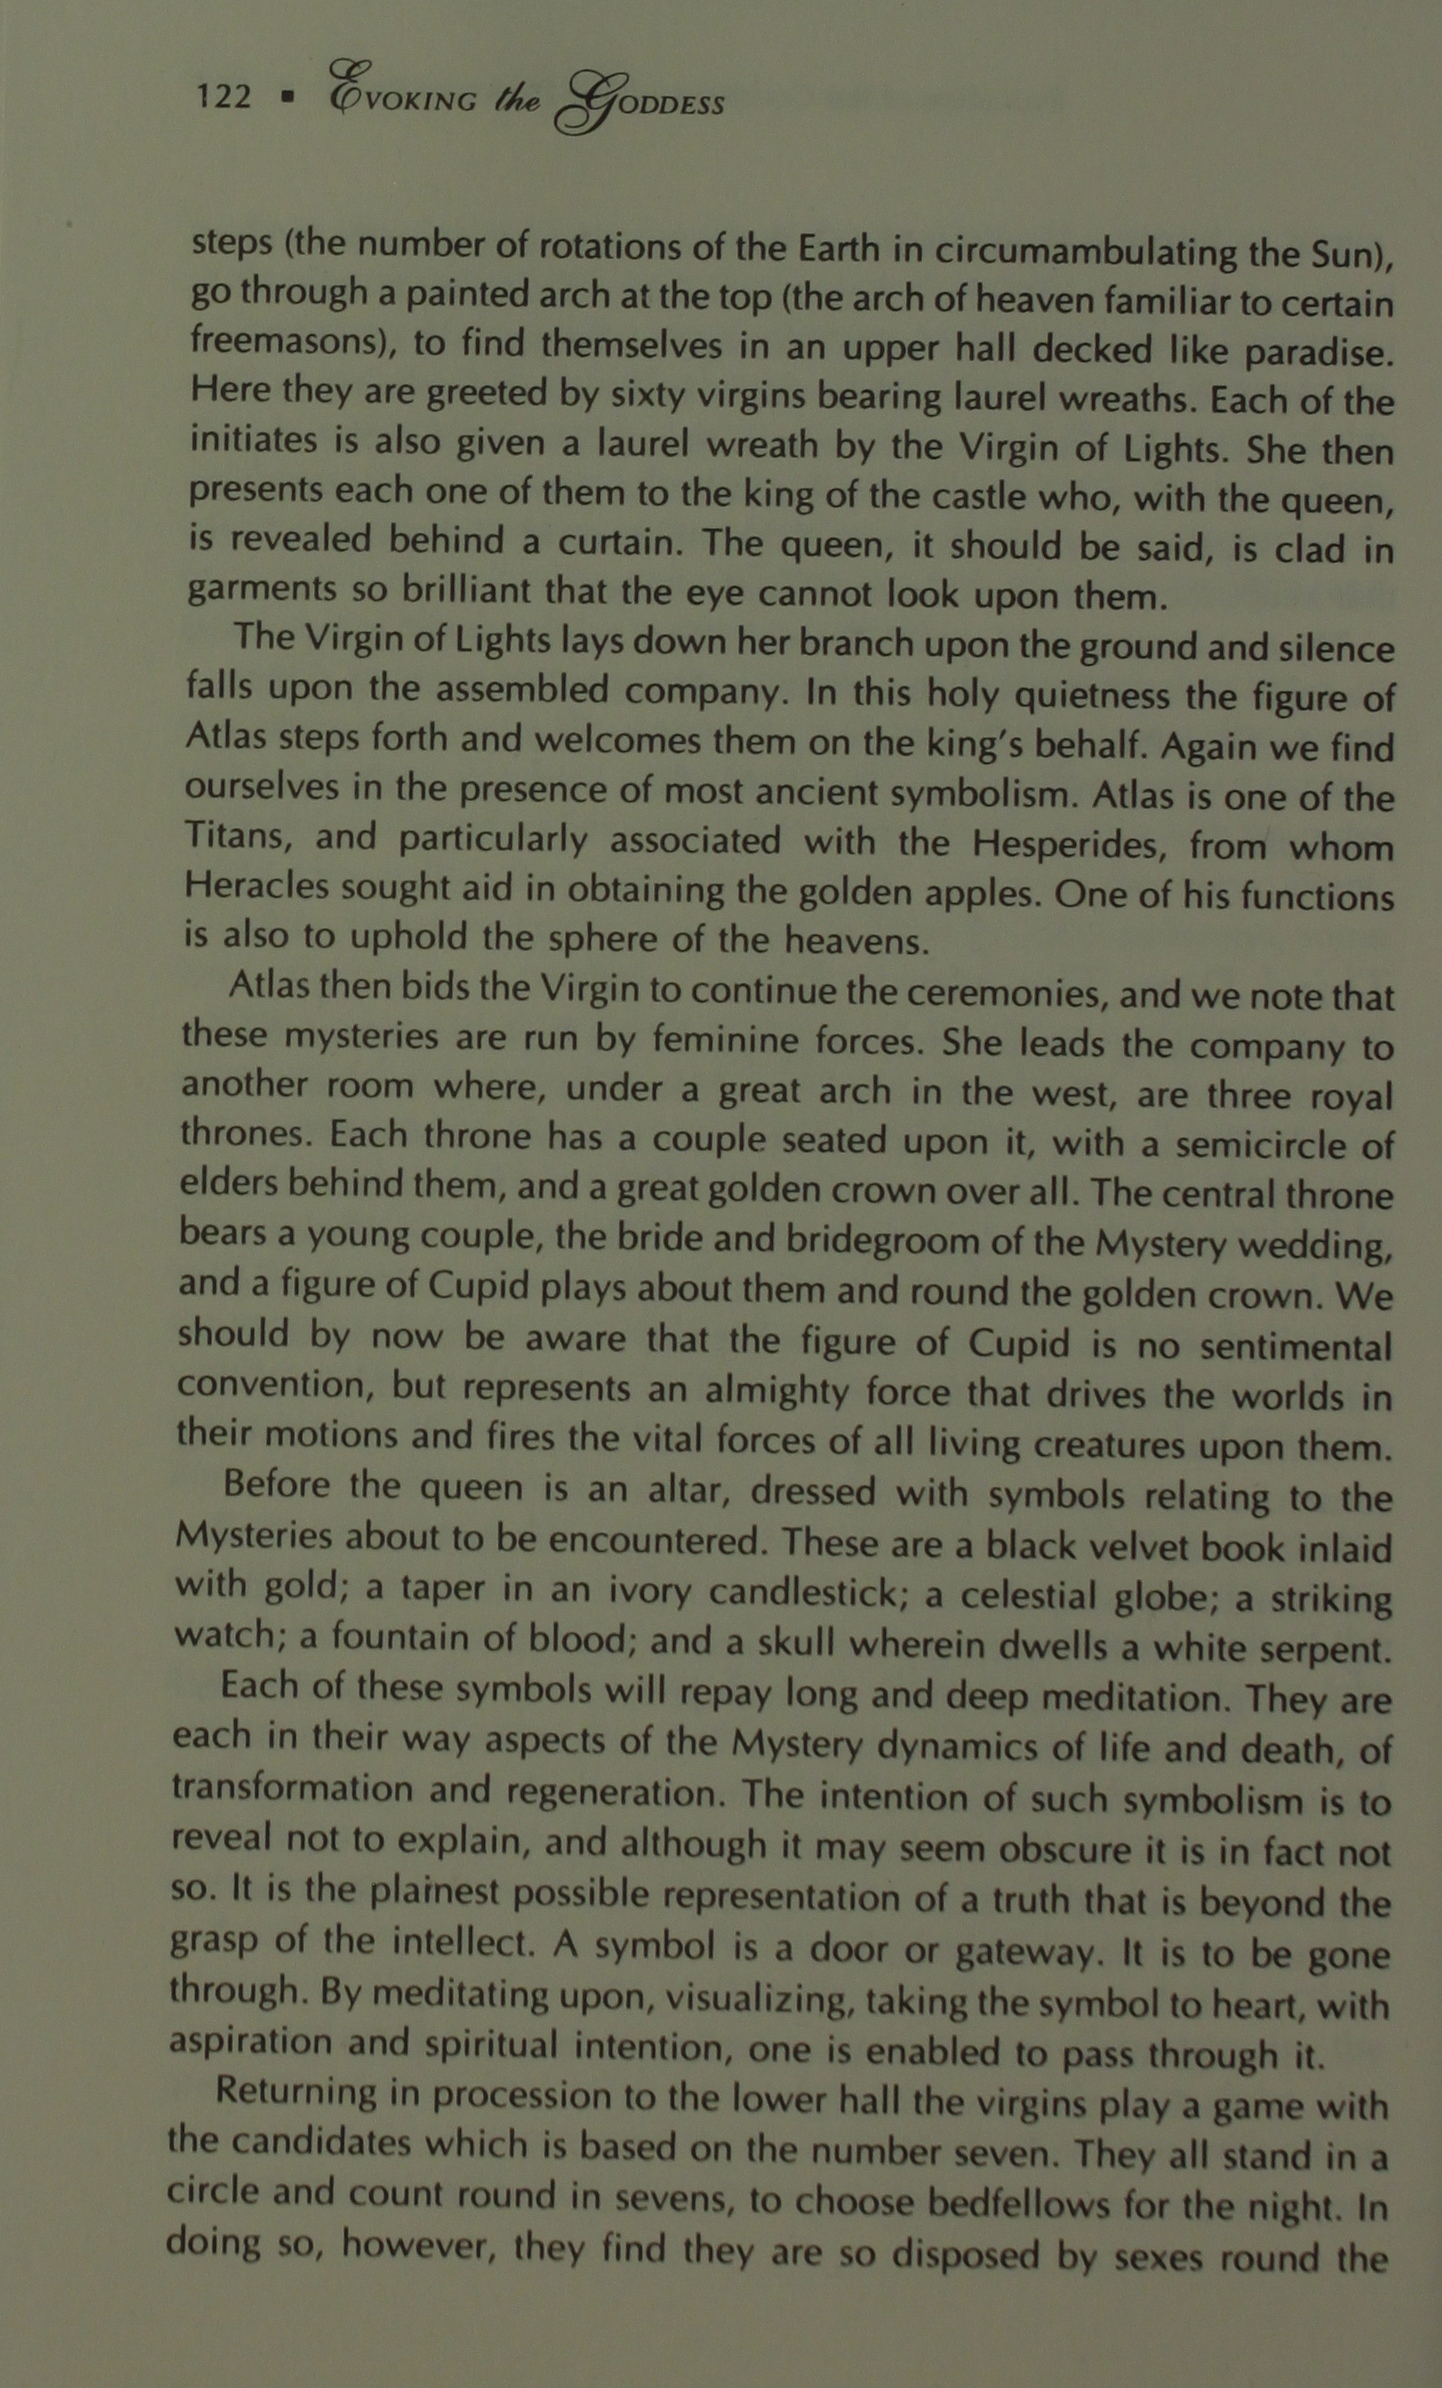 122 ▪ Evoking the Goddess
steps (the number of rotations of the Earth in circumambulating the Sun),
go through a painted arch at the top (the arch of heaven familiar to certain
freemasons), to find themselves in an upper hall decked like paradise.
Here they are greeted by sixty virgins bearing laurel wreaths. Each of the
initiates is also given a laurel wreath by the Virgin of Lights. She then
presents each one of them to the king of the castle who, with the queen,
is revealed behind a curtain. The queen, it should be said, is clad in
garments so brilliant that the eye cannot look upon them.
The Virgin of Lights lays down her branch upon the ground and silence
falls upon the assembled company. In this holy quietness the figure of
Atlas steps forth and welcomes them on the king's behalf. Again we find
ourselves in the presence of most ancient symbolism. Atlas is one of the
Titans, and particularly associated with the Hesperides, from whom
Heracles sought aid in obtaining the golden apples. One of his functions
is also to uphold the sphere of the heavens.
Atlas then bids the Virgin to continue the ceremonies, and we note that
these mysteries are run by feminine forces. She leads the company to
another room where, under a great arch in the west, are three royal
thrones. Each throne has a couple seated upon it, with a semicircle of
elders behind them, and a great golden crown over all. The central throne
bears a young couple, the bride and bridegroom of the Mystery wedding,
and a figure of Cupid plays about them and round the golden crown. We
should by now be aware that the figure of Cupid is no sentimental
convention, but represents an almighty force that drives the worlds in
their motions and fires the vital forces of all living creatures upon them.
Before the queen is an altar, dressed with symbols relating to the
Mysteries about to be encountered. These are a black velvet book inlaid
with gold; a taper in an ivory candlestick; a celestial globe; a striking
watch; a fountain of blood; and a skull wherein dwells a white serpent.
Each of these symbols will repay long and deep meditation. They are
each in their way aspects of the Mystery dynamics of life and death, of
transformation and regeneration. The intention of such symbolism is to
reveal not to explain, and although it may seem obscure it is in fact not
so. It is the plainest possible representation of a truth that is beyond the
grasp of the intellect. A symbol is a door or gateway. It is to be gone
through. By meditating upon, visualizing, taking the symbol to heart, with
aspiration and spiritual intention, one is enabled to pass through it.
Returning in procession to the lower hall the virgins play a game with
the candidates which is based on the number seven. They all stand in a
circle and count round in sevens, to choose bedfellows for the night. In
doing so, however, they find they are so disposed by sexes round the